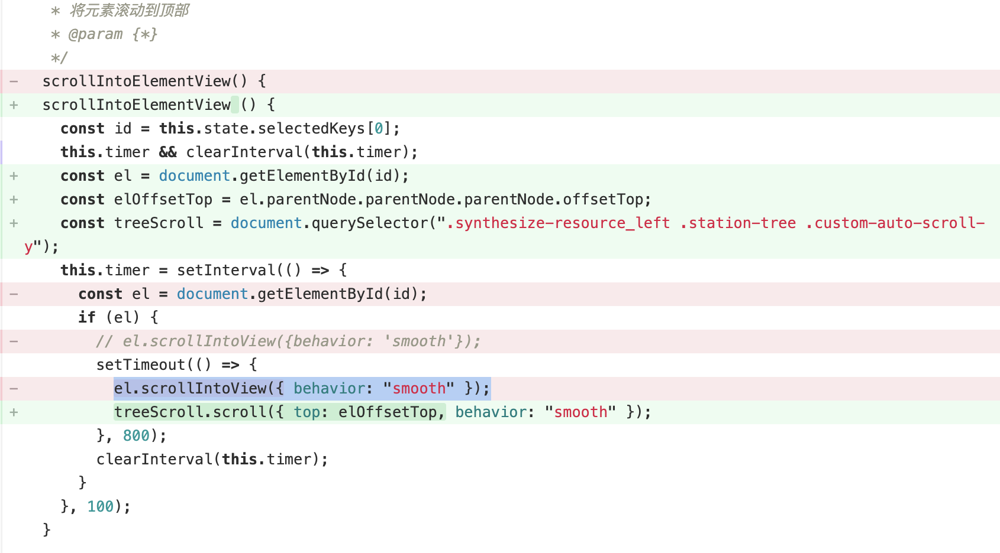 * 将元素滚动到顶部
* @param {*}
*/
− scrollIntoElementView() {
+ scrollIntoElementView () {
const id = this.state.selectedKeys[0];
this.timer && clearInterval(this.timer);
+ const el = document.getElementById(id);
+ const elOffsetTop = el.parentNode.parentNode.parentNode.offsetTop;
+ const treeScroll = document.querySelector(".synthesize-resource_left .station-tree .custom-auto-scroll-
y");
this.timer = setInterval(() => {
− const el = document.getElementById(id);
if (el) {
− // el.scrollIntoView({behavior: 'smooth'});
setTimeout(() => {
− el.scrollIntoView({ behavior: "smooth" });
+ treeScroll.scroll({ top: elOffsetTop, behavior: "smooth" });
}, 800);
clearInterval(this.timer);
}
}, 100);
}